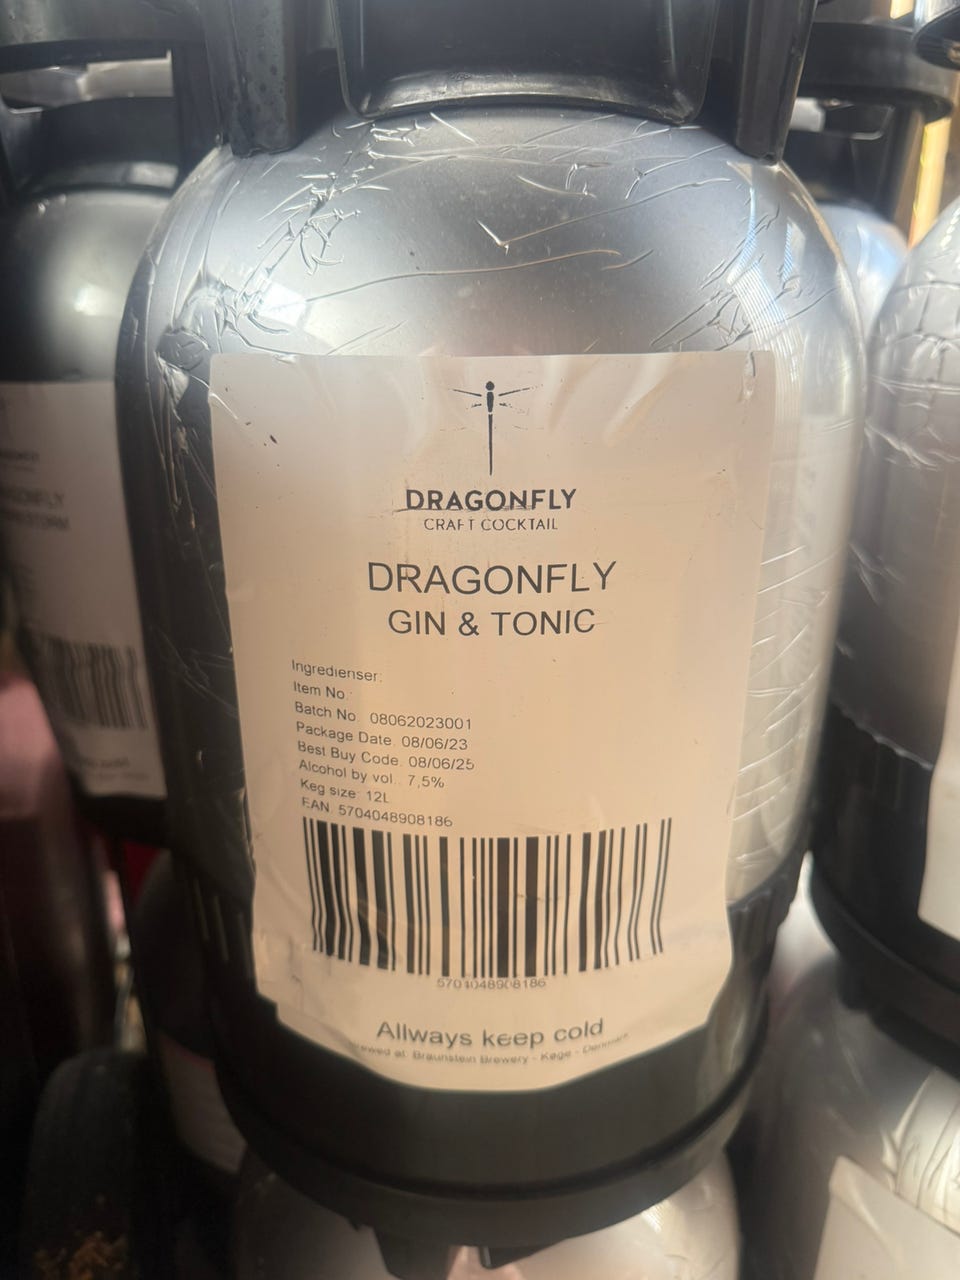 DRAGONFLY
CRAFT COCKTAIL
DRAGONFLY
GIN & TONIC
Ingredienser:
Item No.:
Batch No. 08062023001
Package Date. 08/06/23
Best Buy Code. 08/06/25
Alcohol by vol.. 7,5%
Keg size: 12L
EAN. 5704048908186
5704048908186
Allways keep cold
Brewed at: Braunstein Brewery - Køge - Denmark